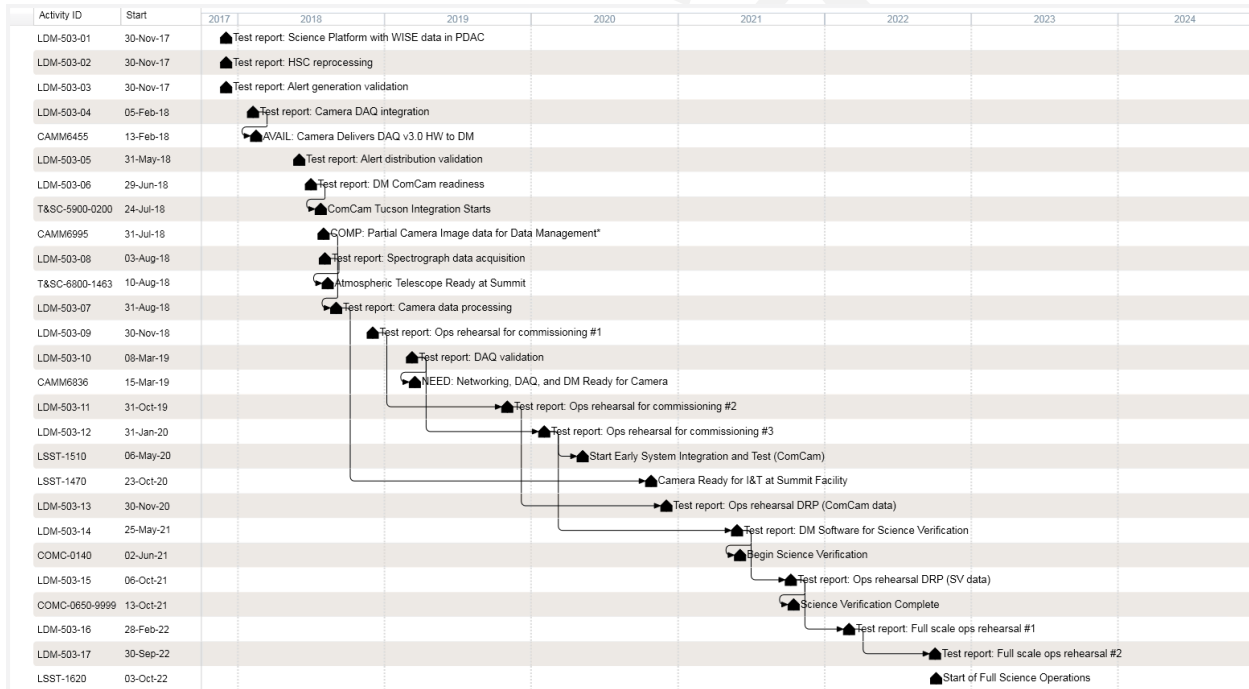 Activity ID Start 2017 2018 2019 2020 2021 2022 2023 2024
LDM-503-01 30-Nov-17 Test report: Science Platform with WISE data in PDAC
LDM-503-02 30-Nov-17 Test report: HSC reprocessing
LDM-503-03 30-Nov-17 Test report: Alert generation validation
LDM-503-04 05-Feb-18 Test report: Camera DAQ integration
CAMM6455 13-Feb-18 AVAIL: Camera Delivers DAQ v3.0 HW to DM
LDM-503-05 31-May-18 Test report: Alert distribution validation
LDM-503-06 29-Jun-18 Test report: DM ComCam readiness
T&SC-5900-0200 24-Jul-18 ComCam Tucson Integration Starts
CAMM6995 31-Jul-18 COMP: Partial Camera Image data for Data Management*
LDM-503-08 03-Aug-18 Test report: Spectrograph data acquisition
T&SC-6800-1463 10-Aug-18 Atmospheric Telescope Ready at Summit
LDM-503-07 31-Aug-18 Test report: Camera data processing
LDM-503-09 30-Nov-18 Test report: Ops rehearsal for commissioning #1
LDM-503-10 08-Mar-19 Test report: DAQ validation
CAMM6836 15-Mar-19 NEED: Networking, DAQ, and DM Ready for Camera
LDM-503-11 31-Oct-19 Test report: Ops rehearsal for commissioning #2
LDM-503-12 31-Jan-20 Test report: Ops rehearsal for commissioning #3
LSST-1510 06-May-20 Start Early System Integration and Test (ComCam)
LSST-1470 23-Oct-20 Camera Ready for I&T at Summit Facility
LDM-503-13 30-Nov-20 Test report: Ops rehearsal DRP (ComCam data)
LDM-503-14 25-May-21 Test report: DM Software for Science Verification
COMC-0140 02-Jun-21 Begin Science Verification
LDM-503-15 06-Oct-21 Test report: Ops rehearsal DRP (SV data)
COMC-0650-9999 13-Oct-21 Science Verification Complete
LDM-503-16 28-Feb-22 Test report: Full scale ops rehearsal #1
LDM-503-17 30-Sep-22 Test report: Full scale ops rehearsal #2
LSST-1620 03-Oct-22 Start of Full Science Operations